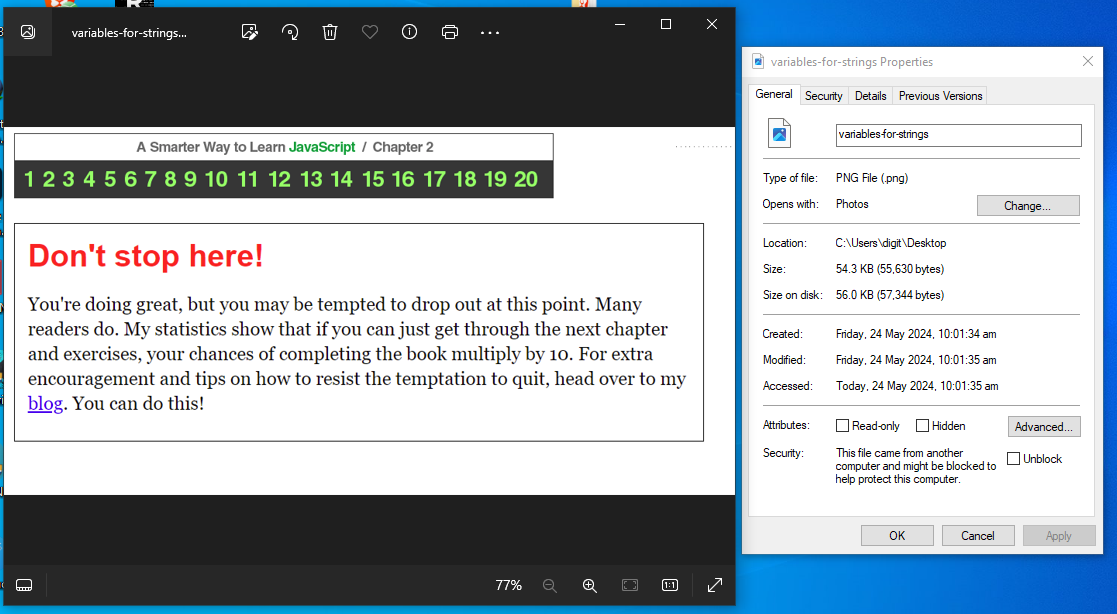 variables-for-strings...
A Smarter Way to Learn JavaScript / Chapter 2
1 2 3 4 5 6 7 8 9 10 11 12 13 14 15 16 17 18 19 20
Don't stop here!
You're doing great, but you may be tempted to drop out at this point. Many
readers do. My statistics show that if you can just get through the next chapter
and exercises, your chances of completing the book multiply by 10. For extra
encouragement and tips on how to resist the temptation to quit, head over to my
blog. You can do this!
77%
1:1
variables-for-strings Properties
General Security Details Previous Versions
variables-for-strings
Type of file: PNG File (.png)
Opens with: Photos Change...
Location: C:\Users\digit\Desktop
Size: 54.3 KB (55,630 bytes)
Size on disk: 56.0 KB (57,344 bytes)
Created: Friday, 24 May 2024, 10:01:34 am
Modified: Friday, 24 May 2024, 10:01:35 am
Accessed: Today, 24 May 2024, 10:01:35 am
Attributes: Read-only Hidden Advanced...
Security: This file came from another
computer and might be blocked to
help protect this computer.
Unblock
OK Cancel Apply